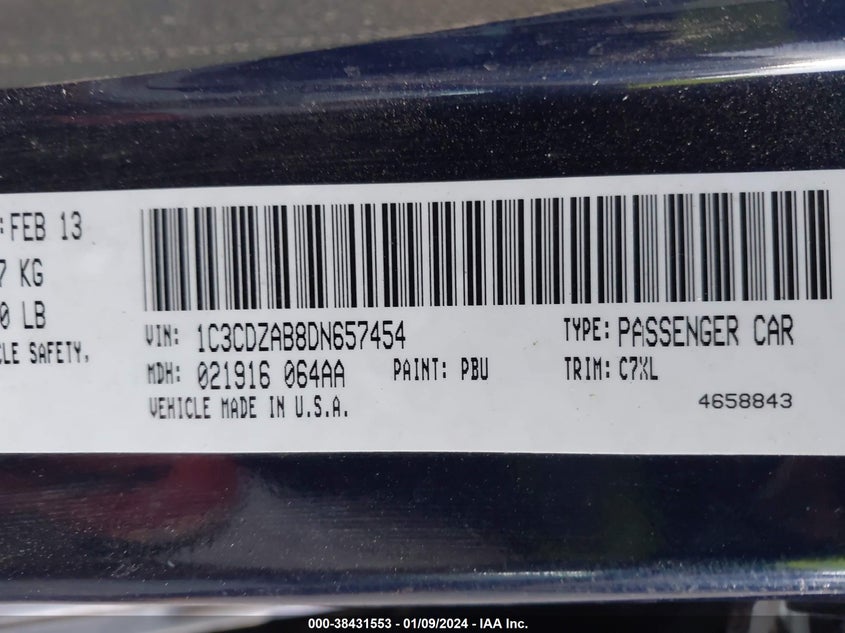 : FEB 13
7 KG
0 LB
CLE SAFETY,
VIN: 1C3CDZAB8DN657454
TYPE: PASSENGER CAR
MDH: 021916 064AA
PAINT: PBU
TRIM: C7XL
VEHICLE MADE IN U.S.A.
4658843
000-38431553 - 01/09/2024 - IAA Inc.